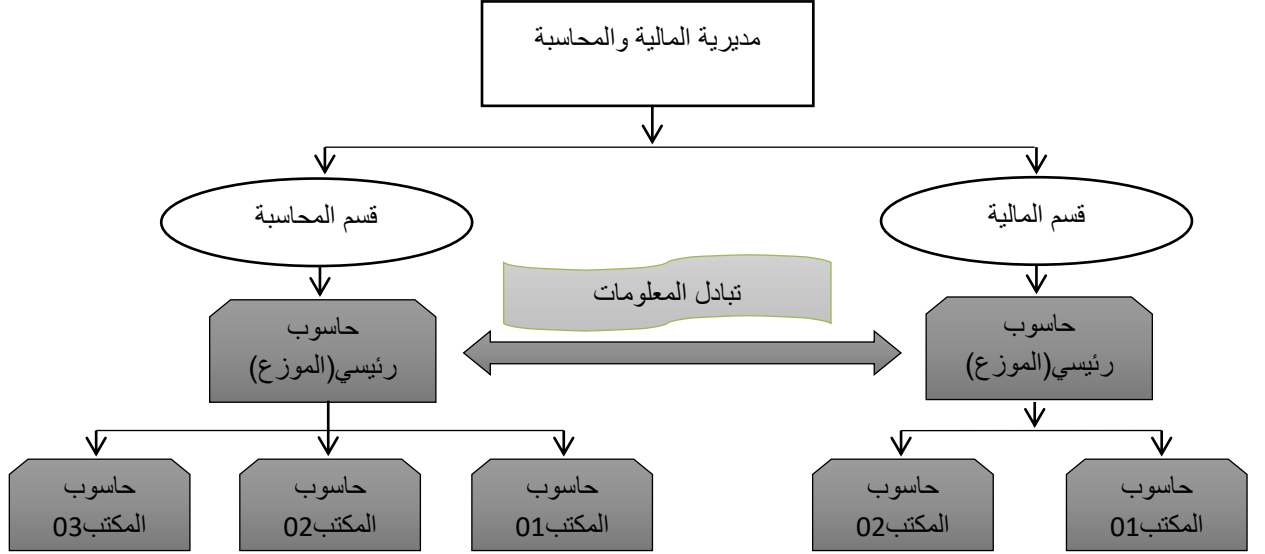 مديرية المالية والمحاسبة
قسم المالية
قسم المحاسبة
تبادل المعلومات
حاسوب
رئيسي(الموزع)
حاسوب
رئيسي(الموزع)
حاسوب
المكتب01
حاسوب
المكتب02
حاسوب
المكتب01
حاسوب
المكتب02
حاسوب
المكتب03